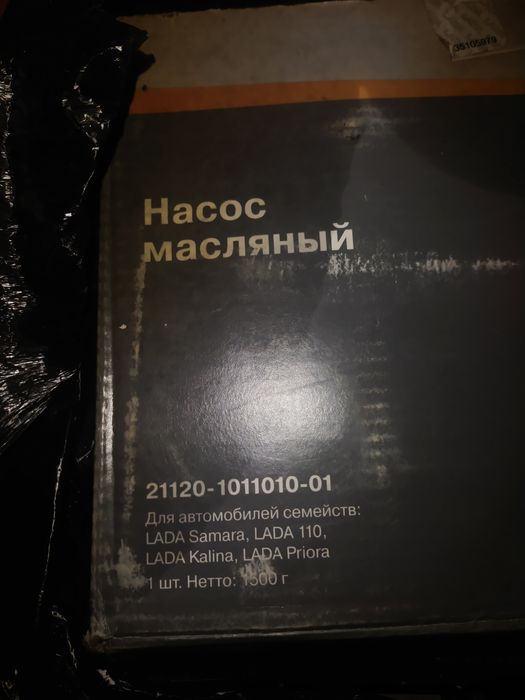 35105979
Насос
масляный
21120-1011010-01
Для автомобилей семейств:
LADA Samara, LADA 110,
LADA Kalina, LADA Priora
1 шт. Нетто: 1500 г